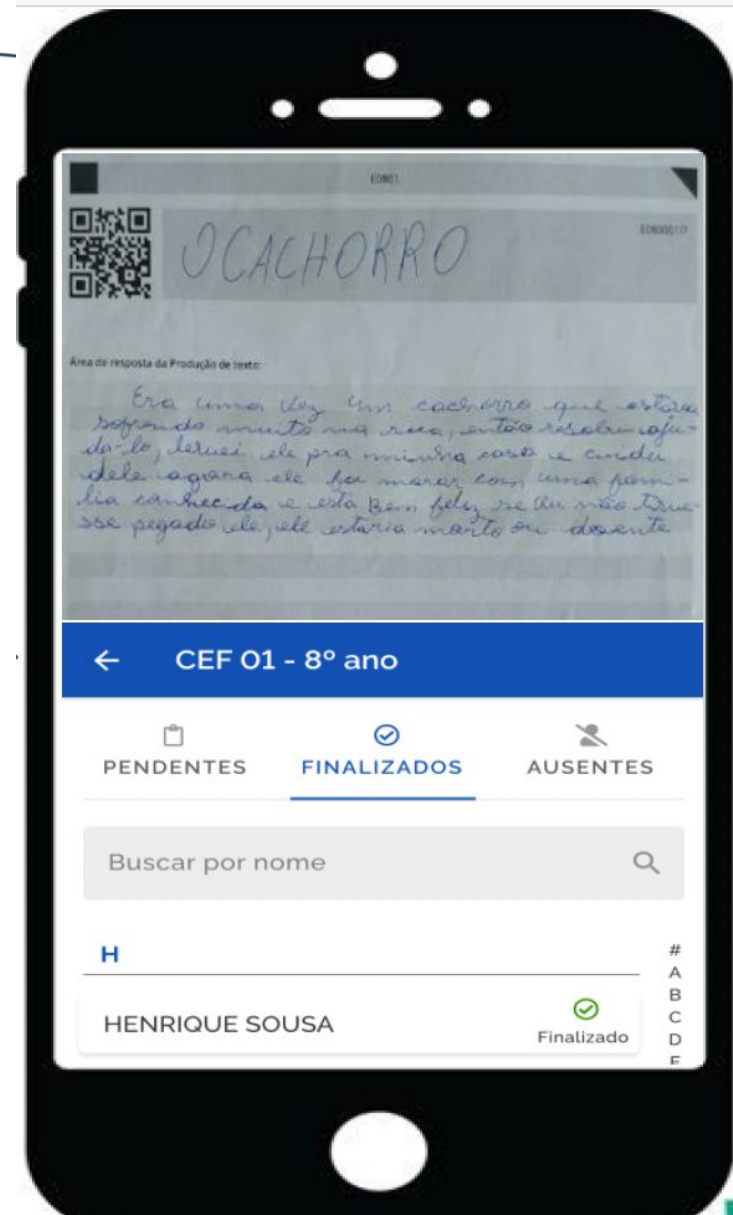 E0801
O CACHORRO
E0800010
Área de resposta da Produção de texto:
Era uma vez um cachorro que estava
sofrendo muito na rua, então resolvi aju-
da-lo, levei ele pra minha casa e cuidei
dele agora ele foi morar com uma fami-
lia conhecida e esta Bem feliz se eu não tive-
sse pegado ele, ele estaria morto ou doente
← CEF 01 - 8º ano
PENDENTES
FINALIZADOS
AUSENTES
Buscar por nome
H
HENRIQUE SOUSA
Finalizado
#
A
B
C
D
E